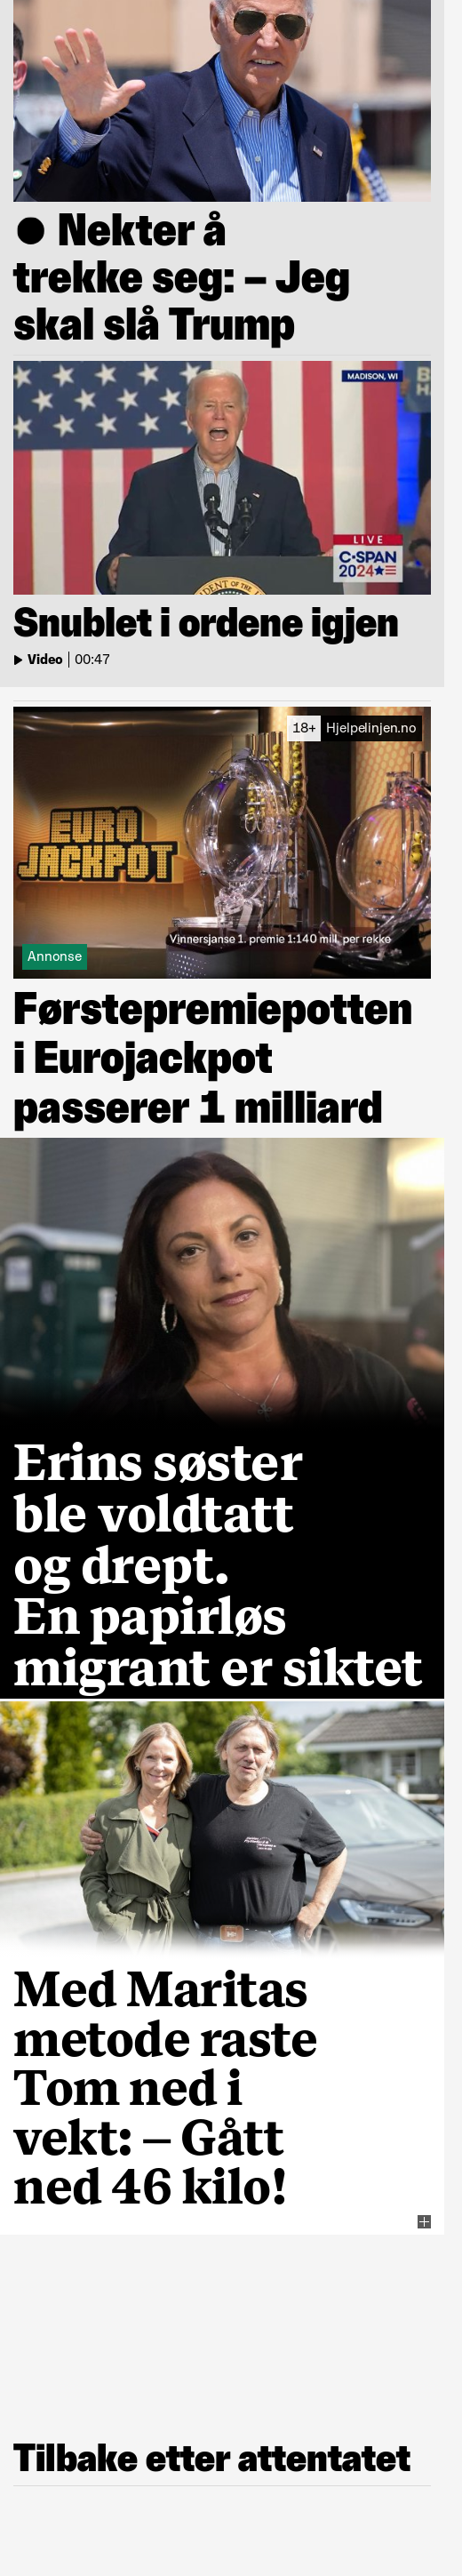 ● Nekter å
trekke seg: – Jeg
skal slå Trump
MADISON, WI
LIVE
C-SPAN
2024
Snublet i ordene igjen
Video | 00:47
18+ Hjelpelinjen.no
EURO
JACKPOT
Vinnersjanse 1. premie 1:140 mill. per rekke
Annonse
Førstepremiepotten
i Eurojackpot
passerer 1 milliard
Erins søster
ble voldtatt
og drept.
En papirløs
migrant er siktet
Med Maritas
metode raste
Tom ned i
vekt: – Gått
ned 46 kilo!
Tilbake etter attentatet